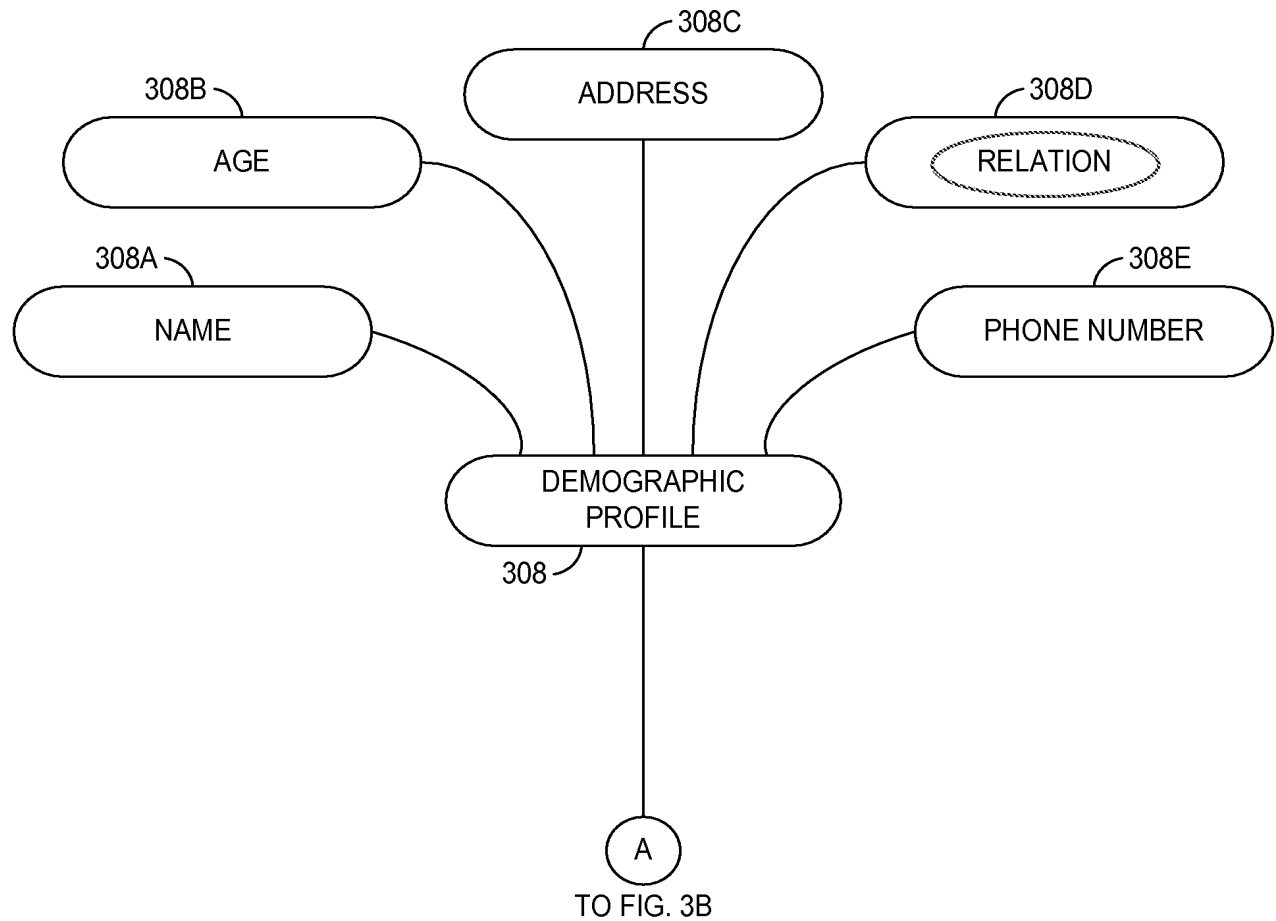 308C
ADDRESS
308B
AGE
308D
RELATION
308A
NAME
308E
PHONE NUMBER
DEMOGRAPHIC
PROFILE
308
A
TO FIG. 3B